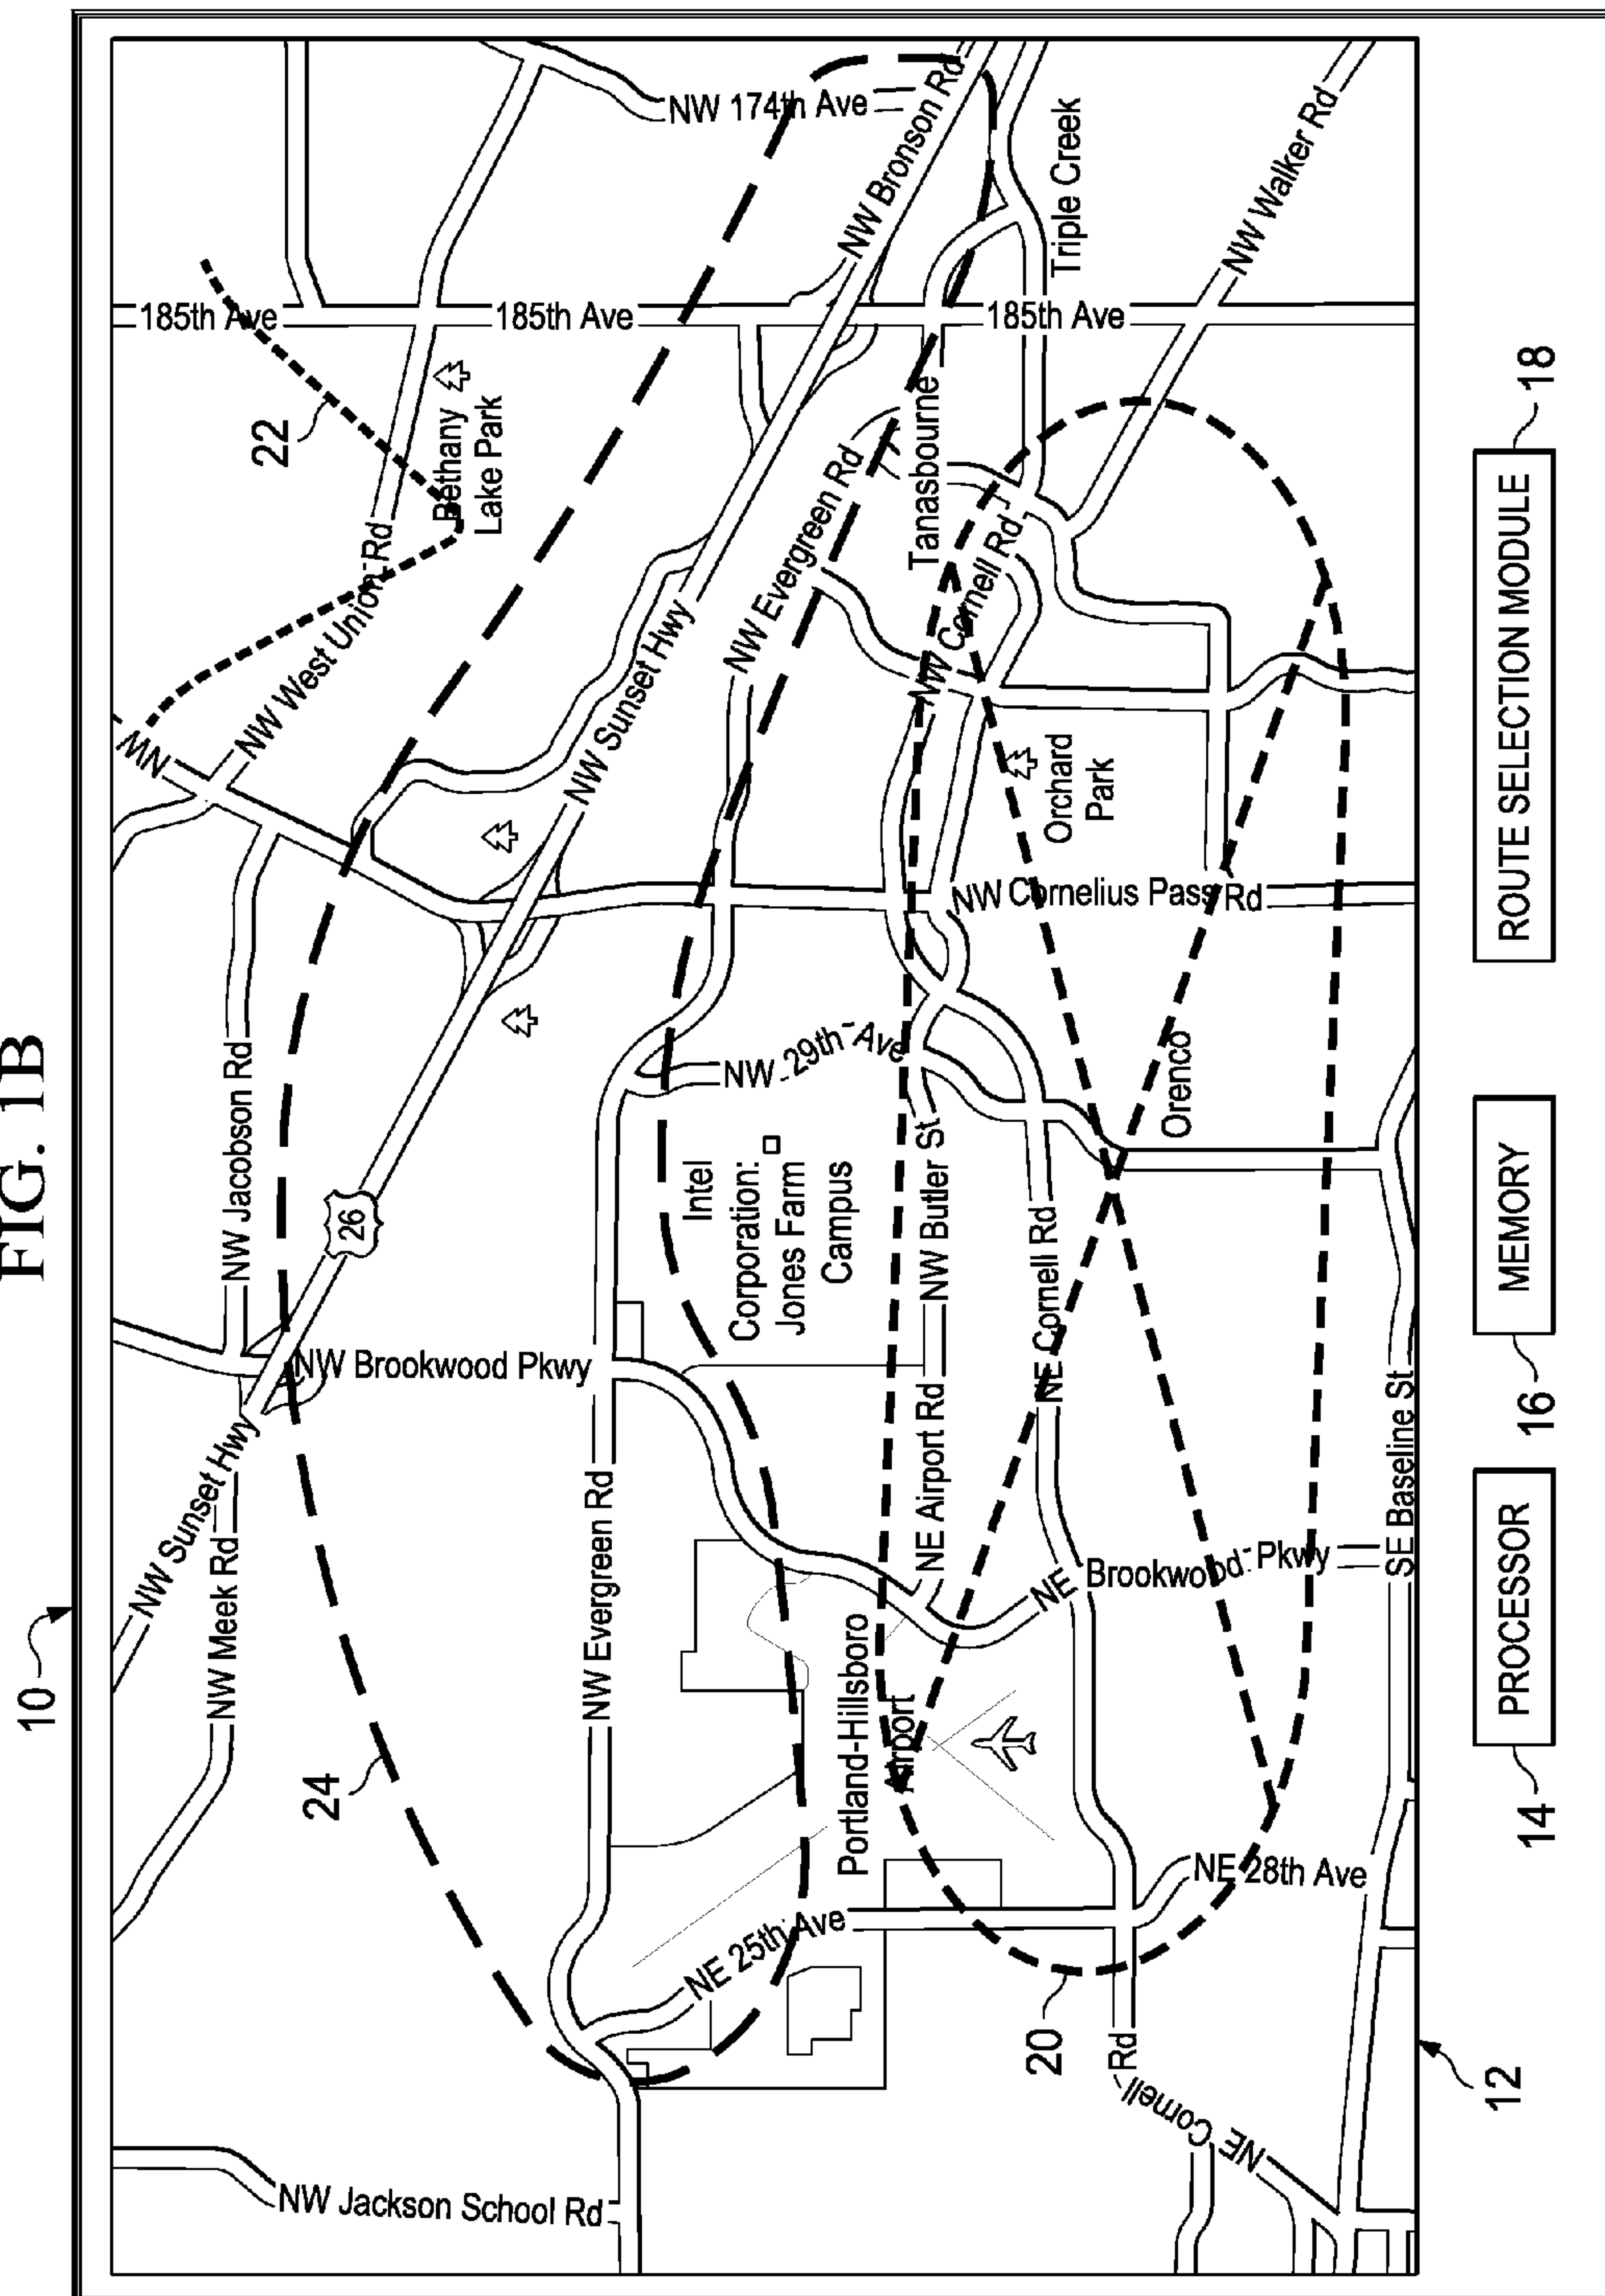 FIG. 1B
10
NW Jackson School Rd
NW Sunset Hwy
NW Meek Rd
NW Jacobson Rd
26
NW Brookwood Pkwy
24
NW Evergreen Rd
NE 25th Ave
NW
NW West Union Rd
22
185th Ave
185th Ave
185th Ave
Bethany
Lake Park
NW 174th Ave
NW Bronson Rd
NW Sunset Hwy
NW Evergreen Rd
Triple Creek
NW Walker Rd
Tanasbourne
NW Cornell Rd
Orchard
Park
NW Cornelius Pass Rd
NW 29th Ave
Orenco
Intel
Corporation:
Jones Farm
Campus
NW Butler St
NE Airport Rd
NE Cornell Rd
NE Brookwood Pkwy
Portland-Hillsboro
Airport
NE 28th Ave
SE Baseline St
20
NE Cornell Rd
12
14
PROCESSOR
16
MEMORY
ROUTE SELECTION MODULE
18